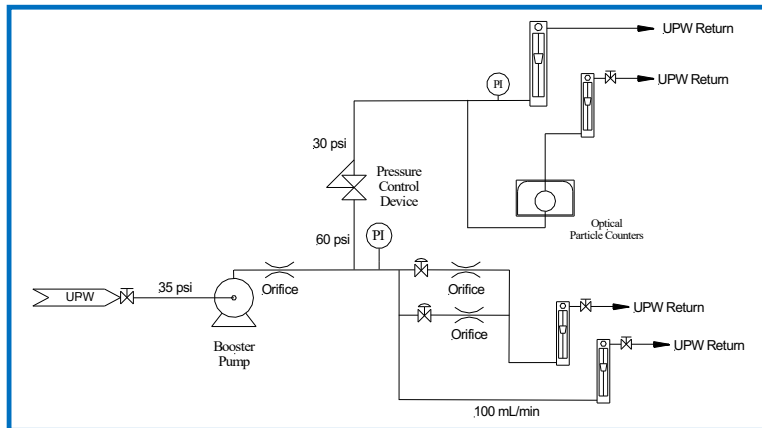 UPW Return
UPW Return
PI
30 psi
Pressure
Control
Device
Optical
Particle Counters
60 psi
PI
UPW
35 psi
Orifice
Orifice
Orifice
Booster
Pump
UPW Return
UPW Return
100 mL/min